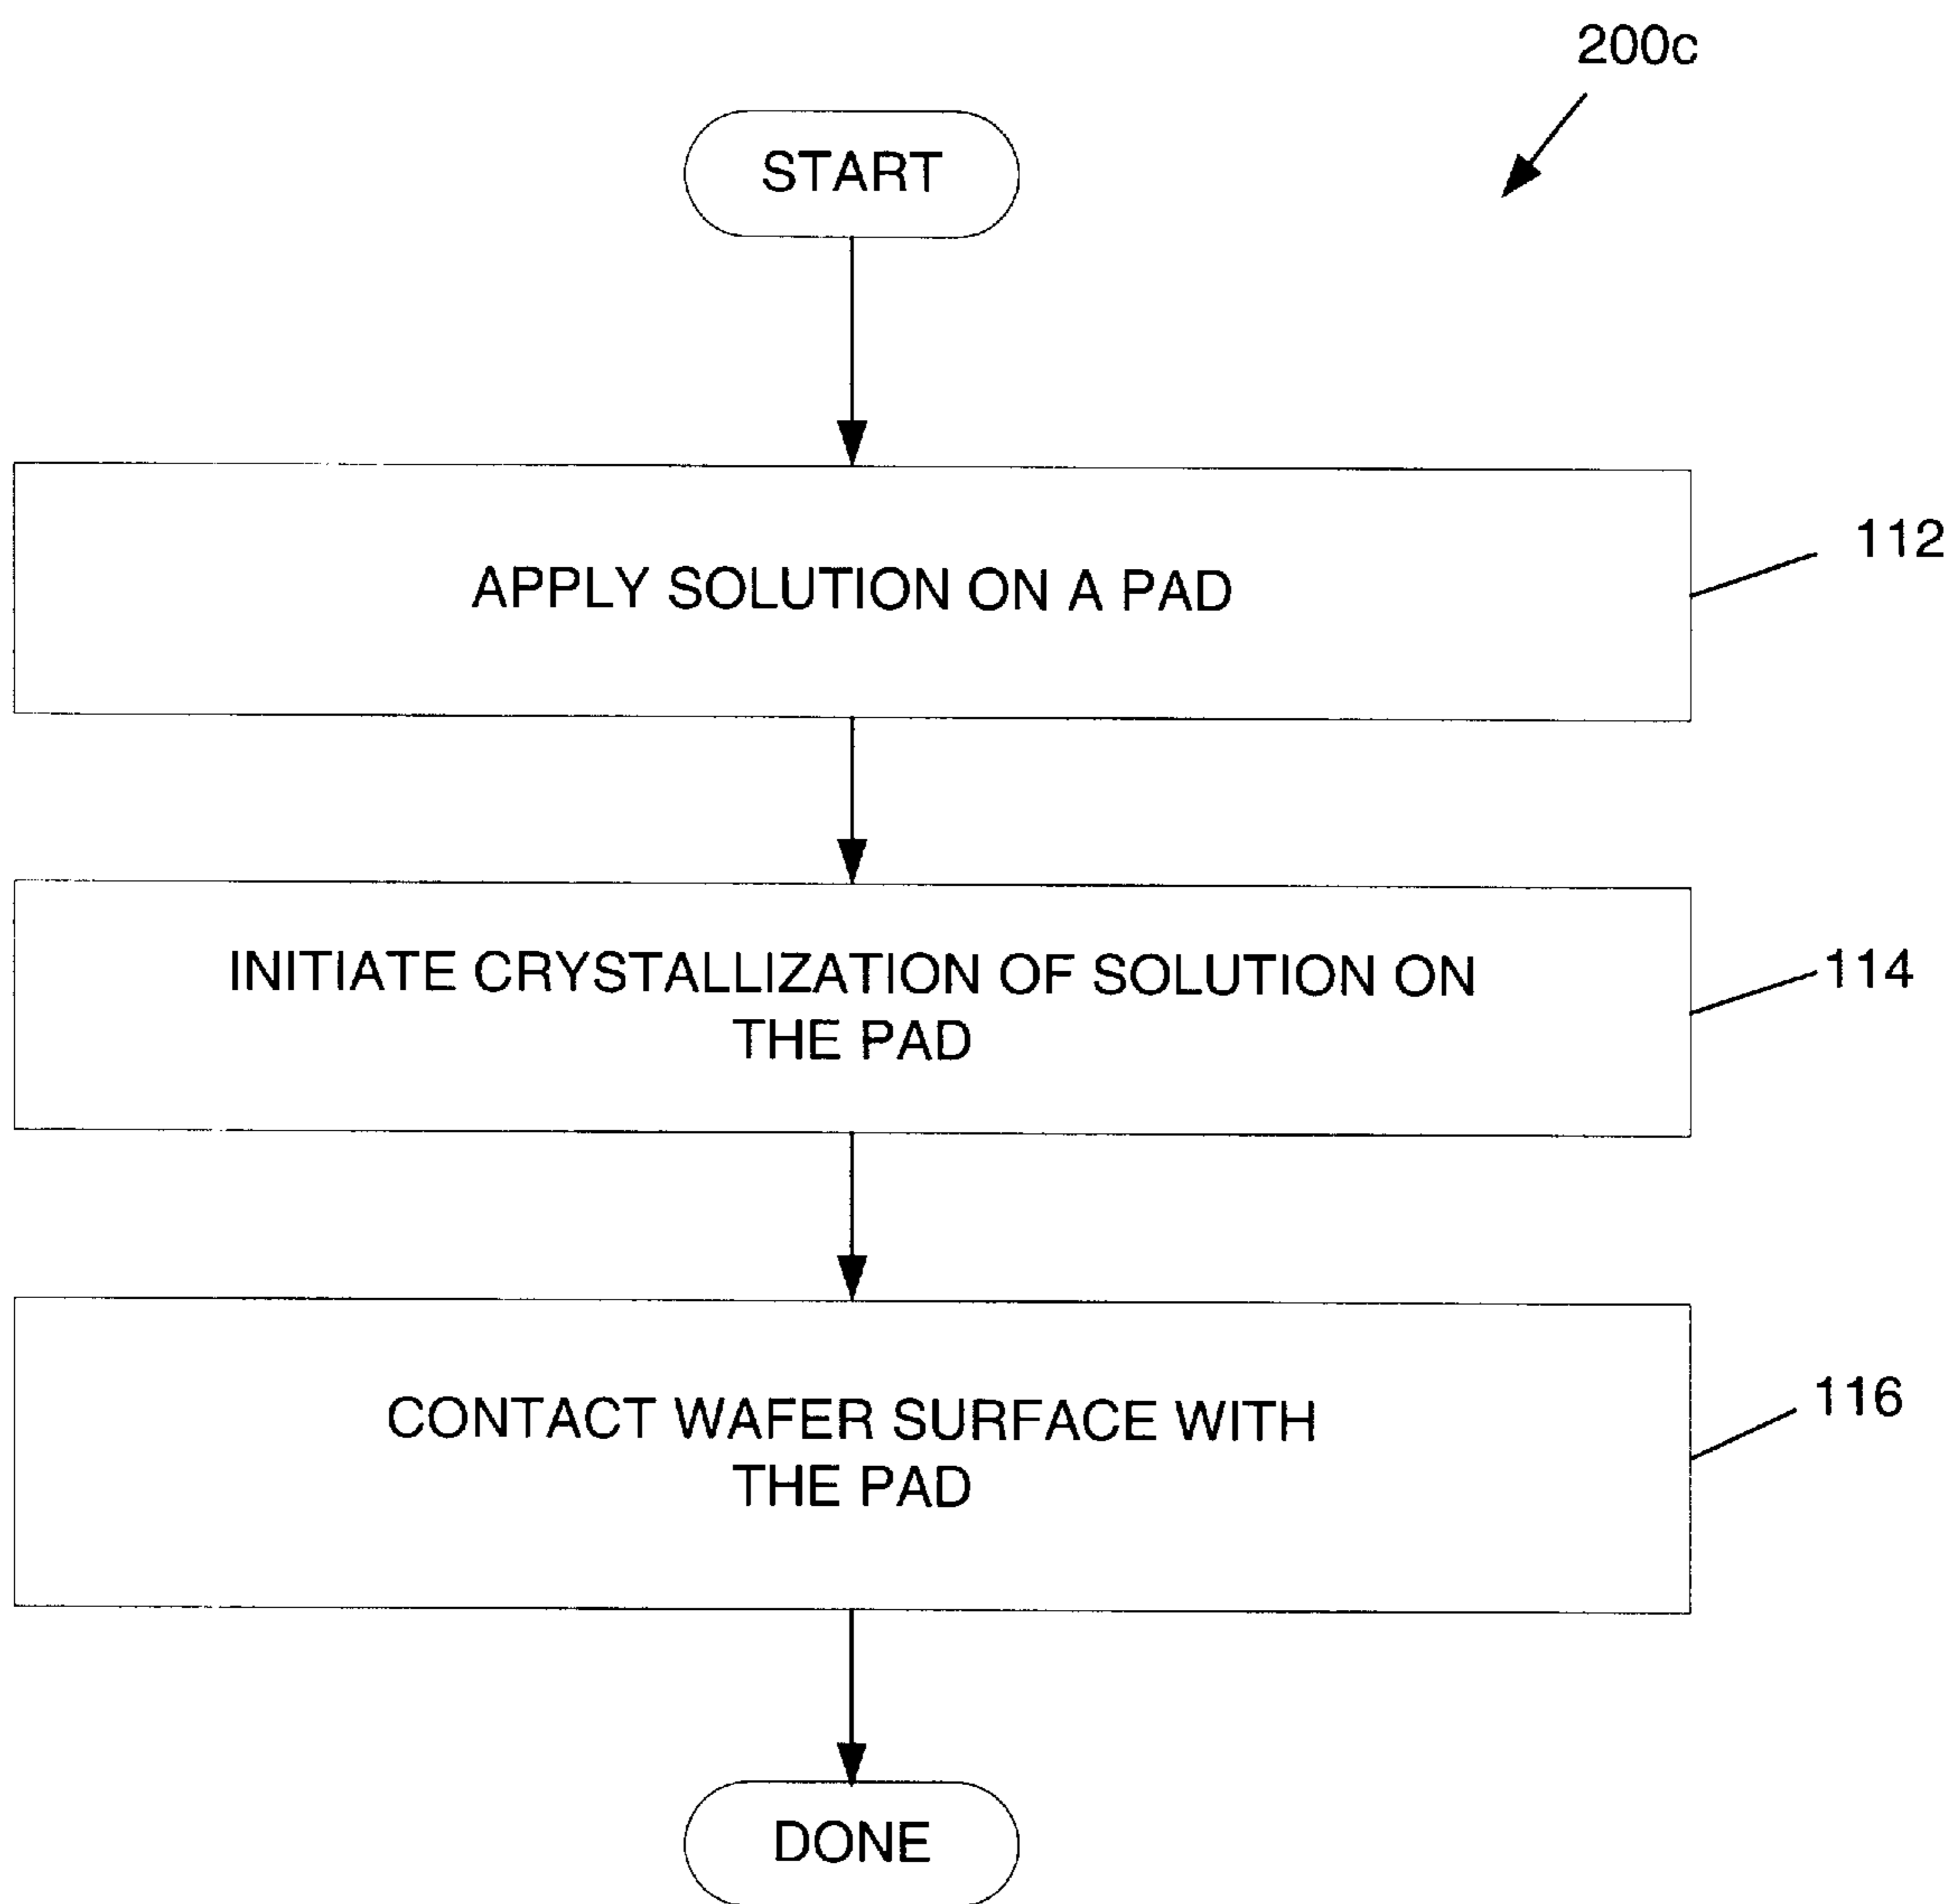 200c
START
APPLY SOLUTION ON A PAD
112
INITIATE CRYSTALLIZATION OF SOLUTION ON
THE PAD
114
CONTACT WAFER SURFACE WITH
THE PAD
116
DONE